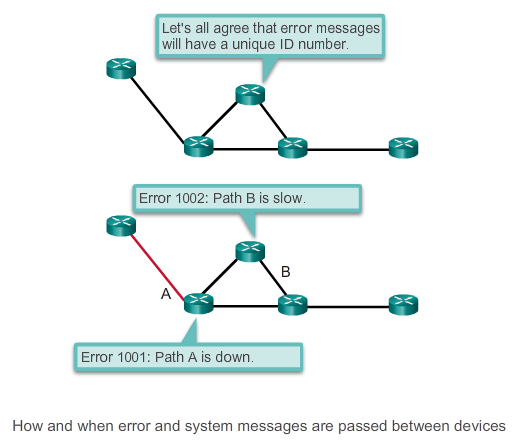 Let's all agree that error messages
will have a unique ID number.
Error 1002: Path B is slow.
B
A
Error 1001: Path A is down.
How and when error and system messages are passed between devices